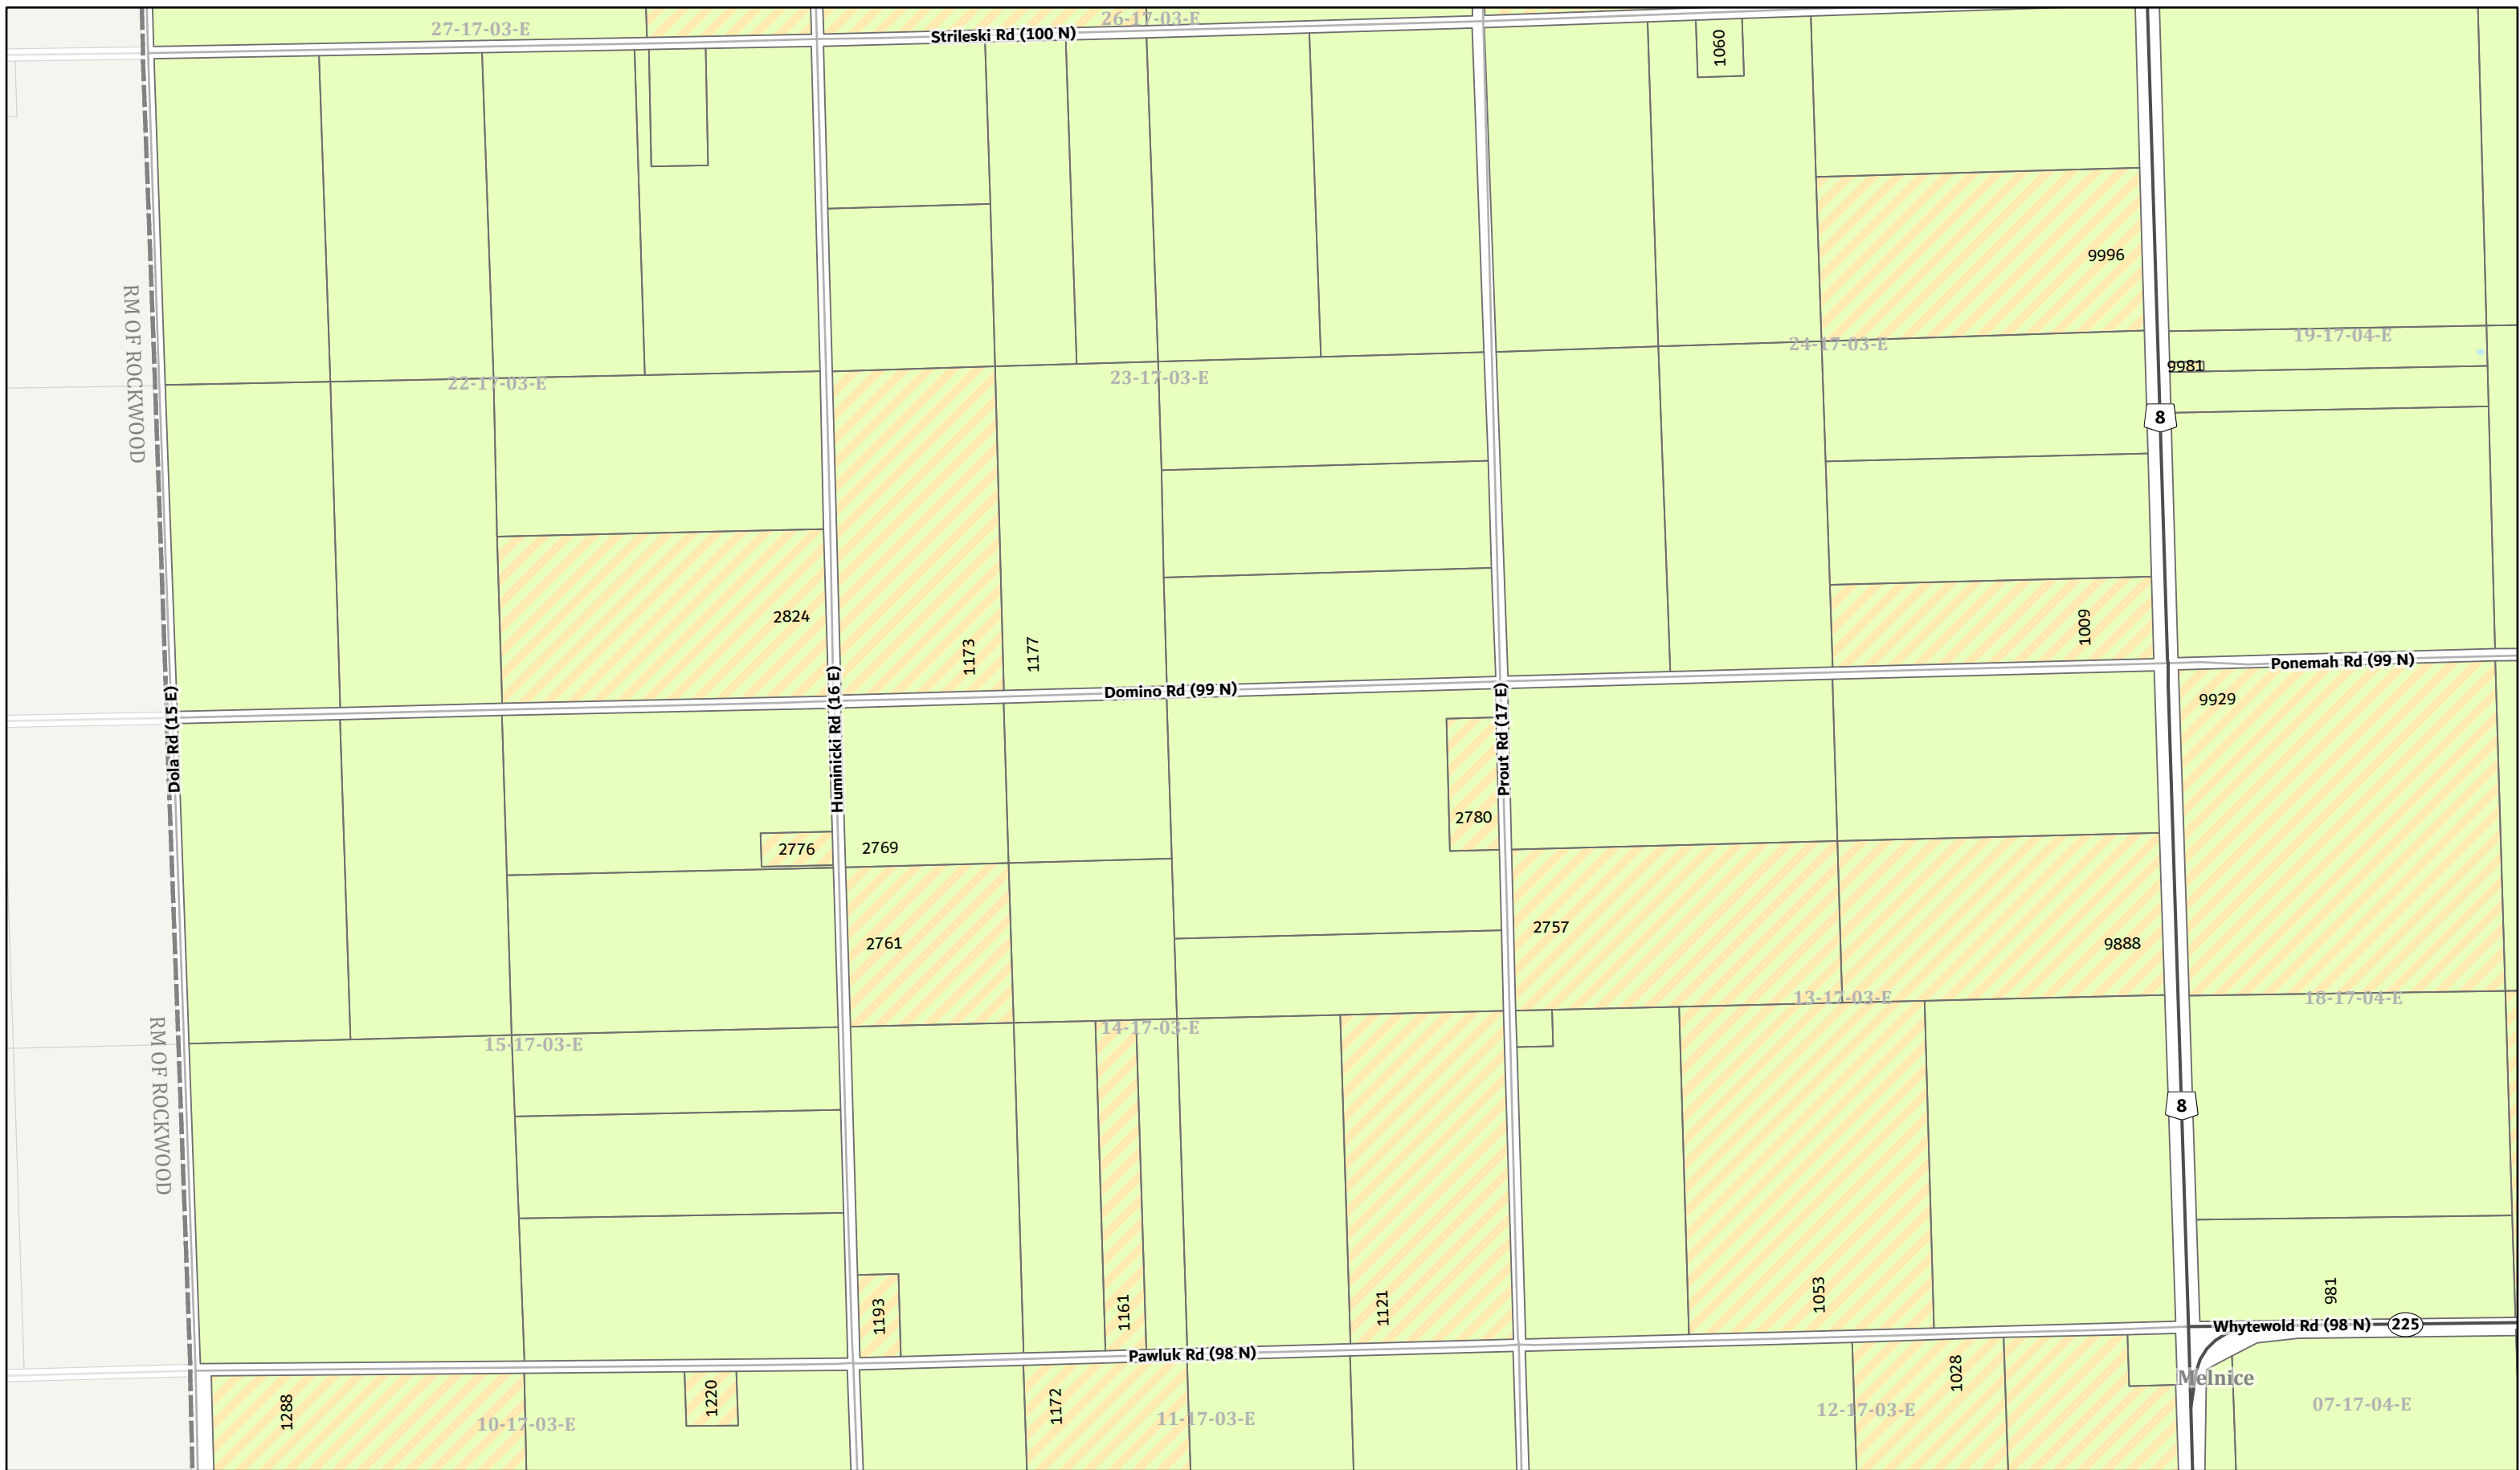 27-17-03-E
26-17-03-E
Strileski Rd (100 N)
1060
9996
RM OF ROCKWOOD
22-17-03-E
23-17-03-E
24-17-03-E
19-17-04-E
9981
8
2824
1173
1177
1009
Dola Rd (15 E)
Huminicki Rd (16 E)
Domino Rd (99 N)
Prout Rd (17 E)
Ponemah Rd (99 N)
9929
2776
2769
2780
2761
2757
9888
RM OF ROCKWOOD
15-17-03-E
14-17-03-E
13-17-03-E
18-17-04-E
8
1193
1161
1121
1053
981
Pawluk Rd (98 N)
Whytewold Rd (98 N)
225
Melnice
1288
10-17-03-E
1220
1172
11-17-03-E
12-17-03-E
1028
07-17-04-E